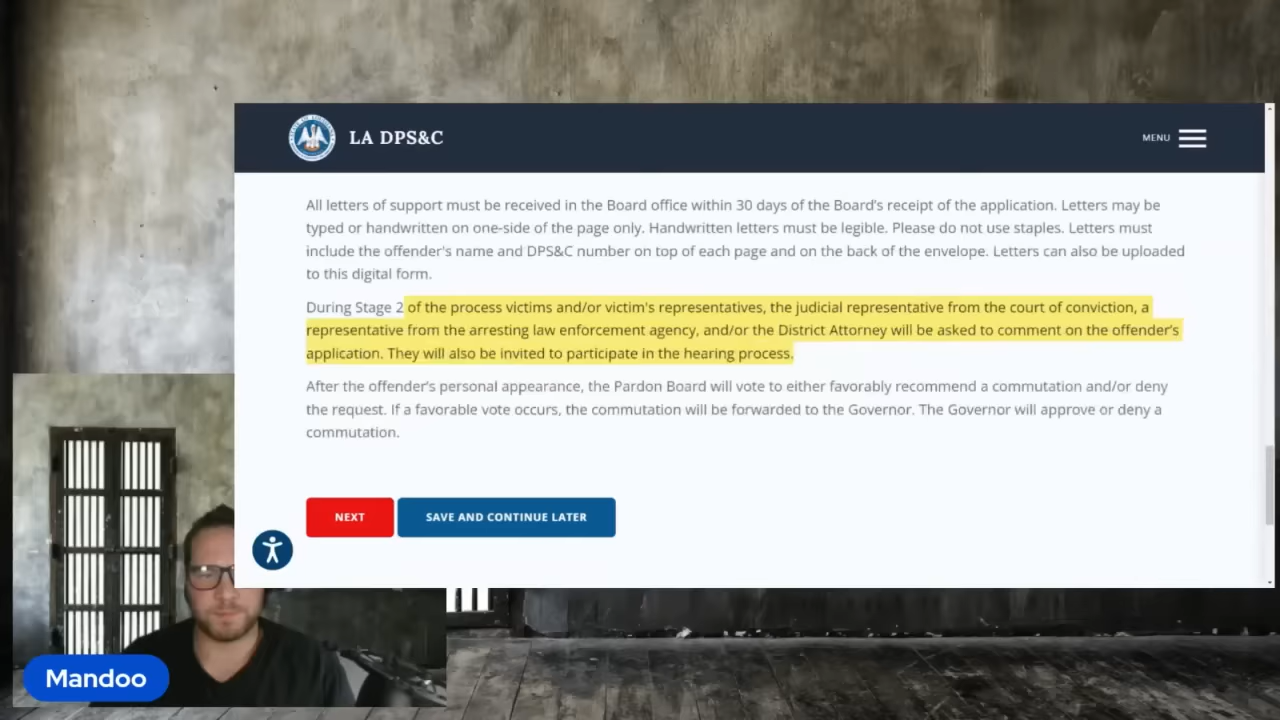 LA DPS&C
MENU
All letters of support must be received in the Board office within 30 days of the Board's receipt of the application. Letters may be
typed or handwritten on one-side of the page only. Handwritten letters must be legible. Please do not use staples. Letters must
include the offender's name and DPS&C number on top of each page and on the back of the envelope. Letters can also be uploaded
to this digital form.
During Stage 2 of the process victims and/or victim's representatives, the judicial representative from the court of conviction, a
representative from the arresting law enforcement agency, and/or the District Attorney will be asked to comment on the offender's
application. They will also be invited to participate in the hearing process.
After the offender's personal appearance, the Pardon Board will vote to either favorably recommend a commutation and/or deny
the request. If a favorable vote occurs, the commutation will be forwarded to the Governor. The Governor will approve or deny a
commutation.
NEXT
SAVE AND CONTINUE LATER
Mandoo